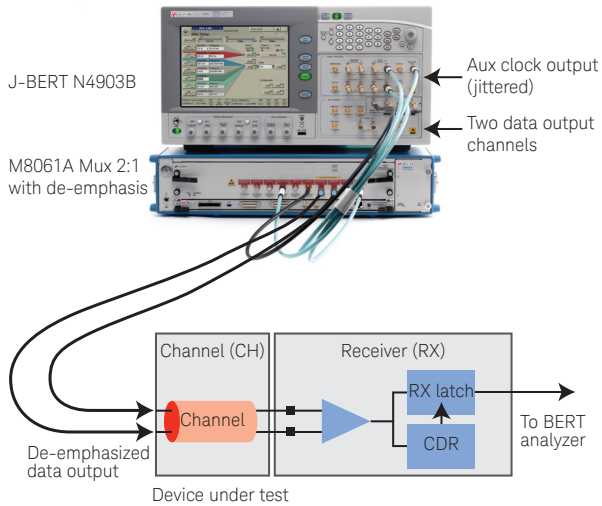 J-BERT N4903B
Aux clock output
(jittered)
Two data output
channels
M8061A Mux 2:1
with de-emphasis
Channel (CH)
Receiver (RX)
Channel
RX latch
CDR
To BERT
analyzer
De-emphasized
data output
Device under test